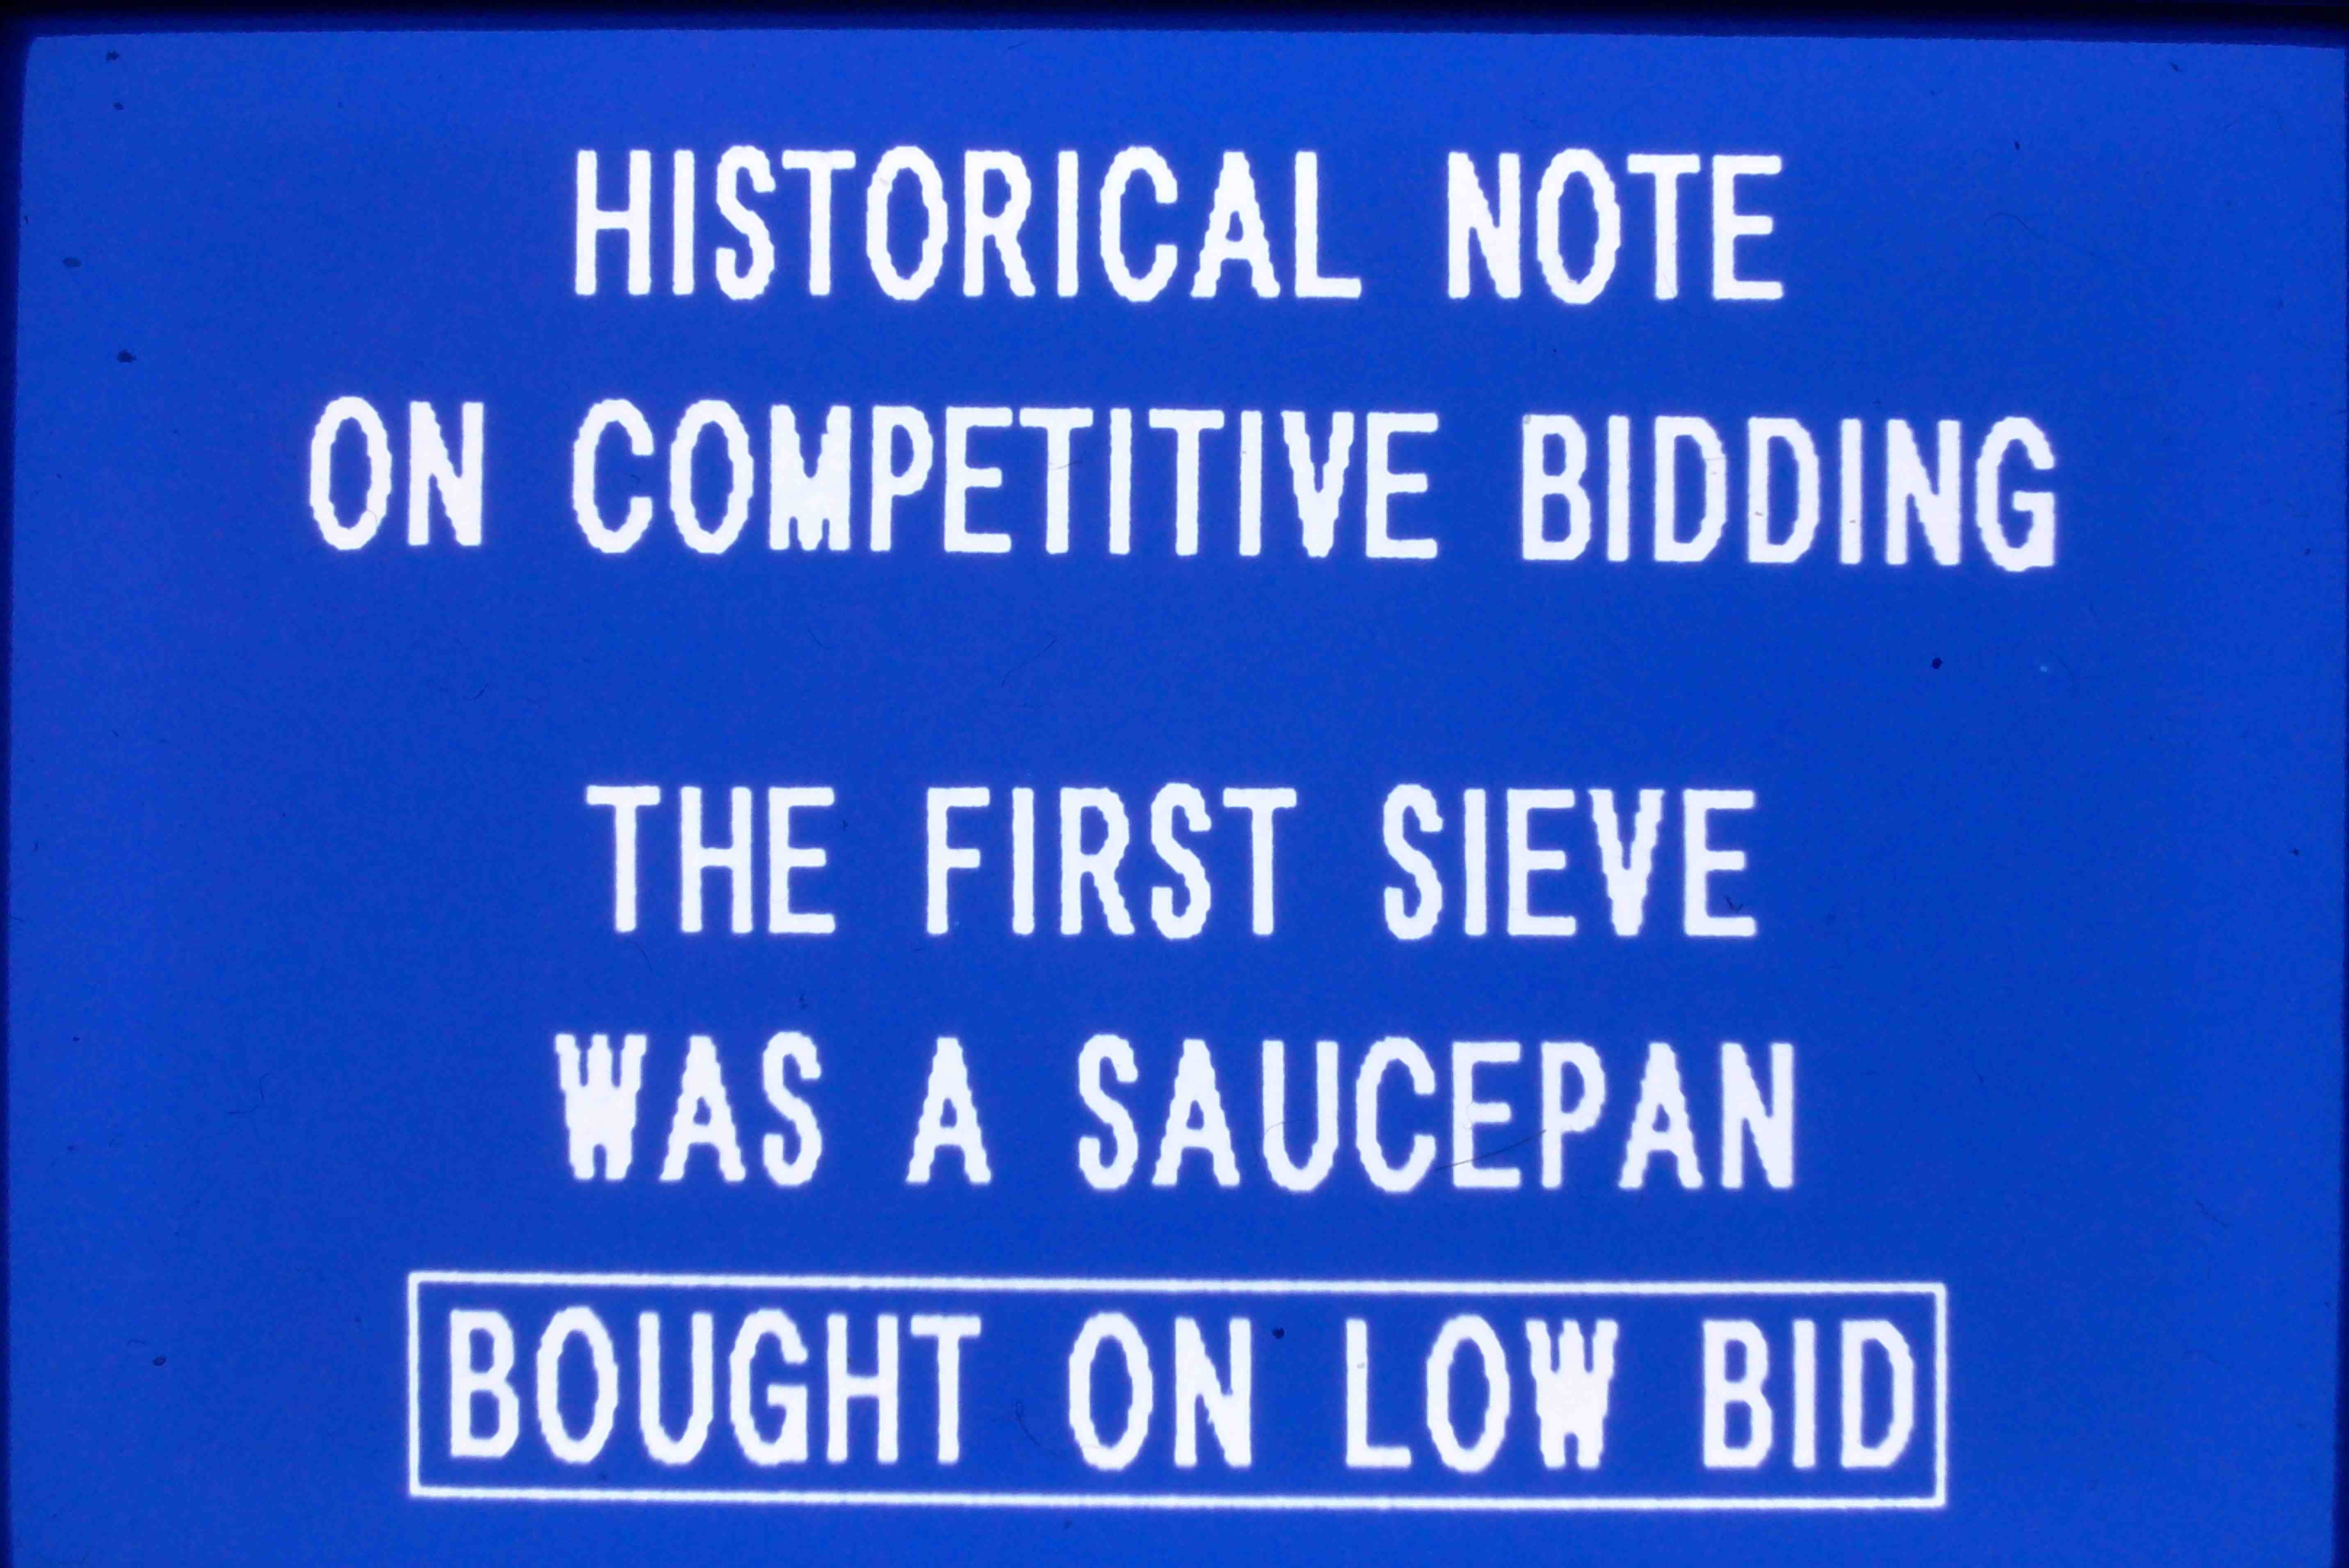 HISTORICAL NOTE
ON COMPETITIVE BIDDING
THE FIRST SIEVE
WAS A SAUCEPAN
BOUGHT ON LOW BID